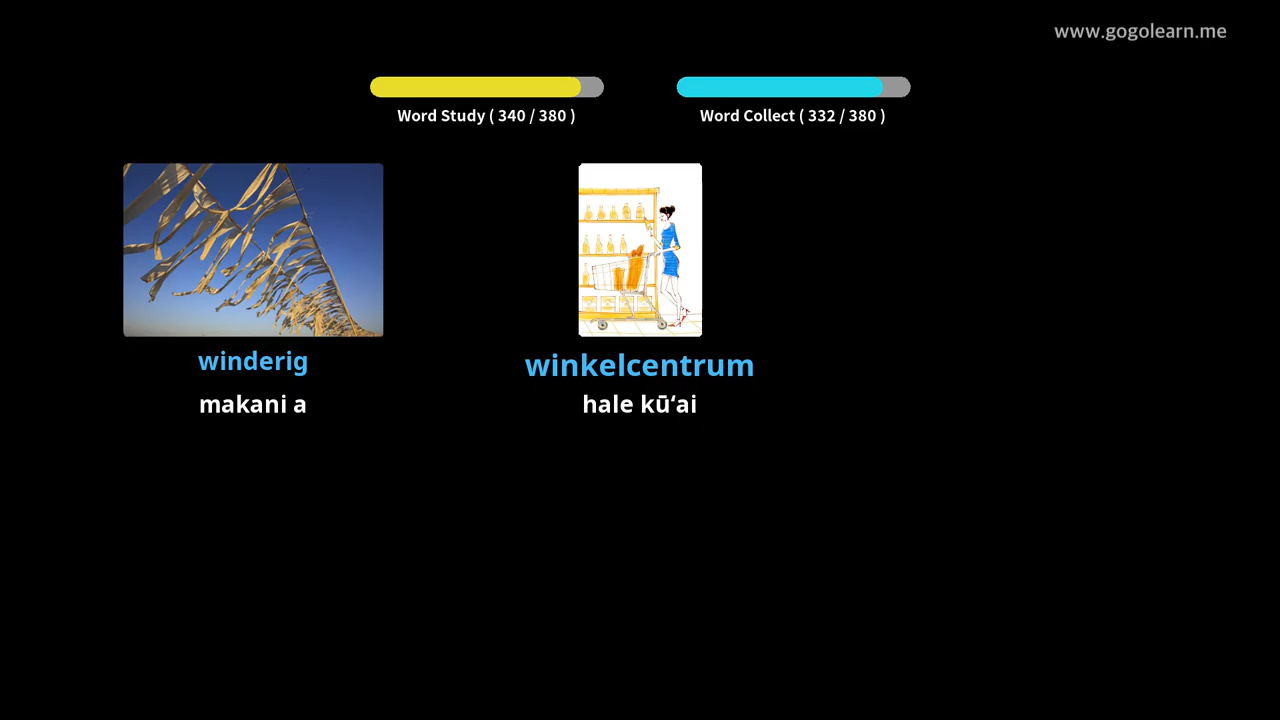 www.gogolearn.me
Word Study ( 340 / 380 )
Word Collect ( 332 / 380 )
winderig
makani a
winkelcentrum
hale kūʻai